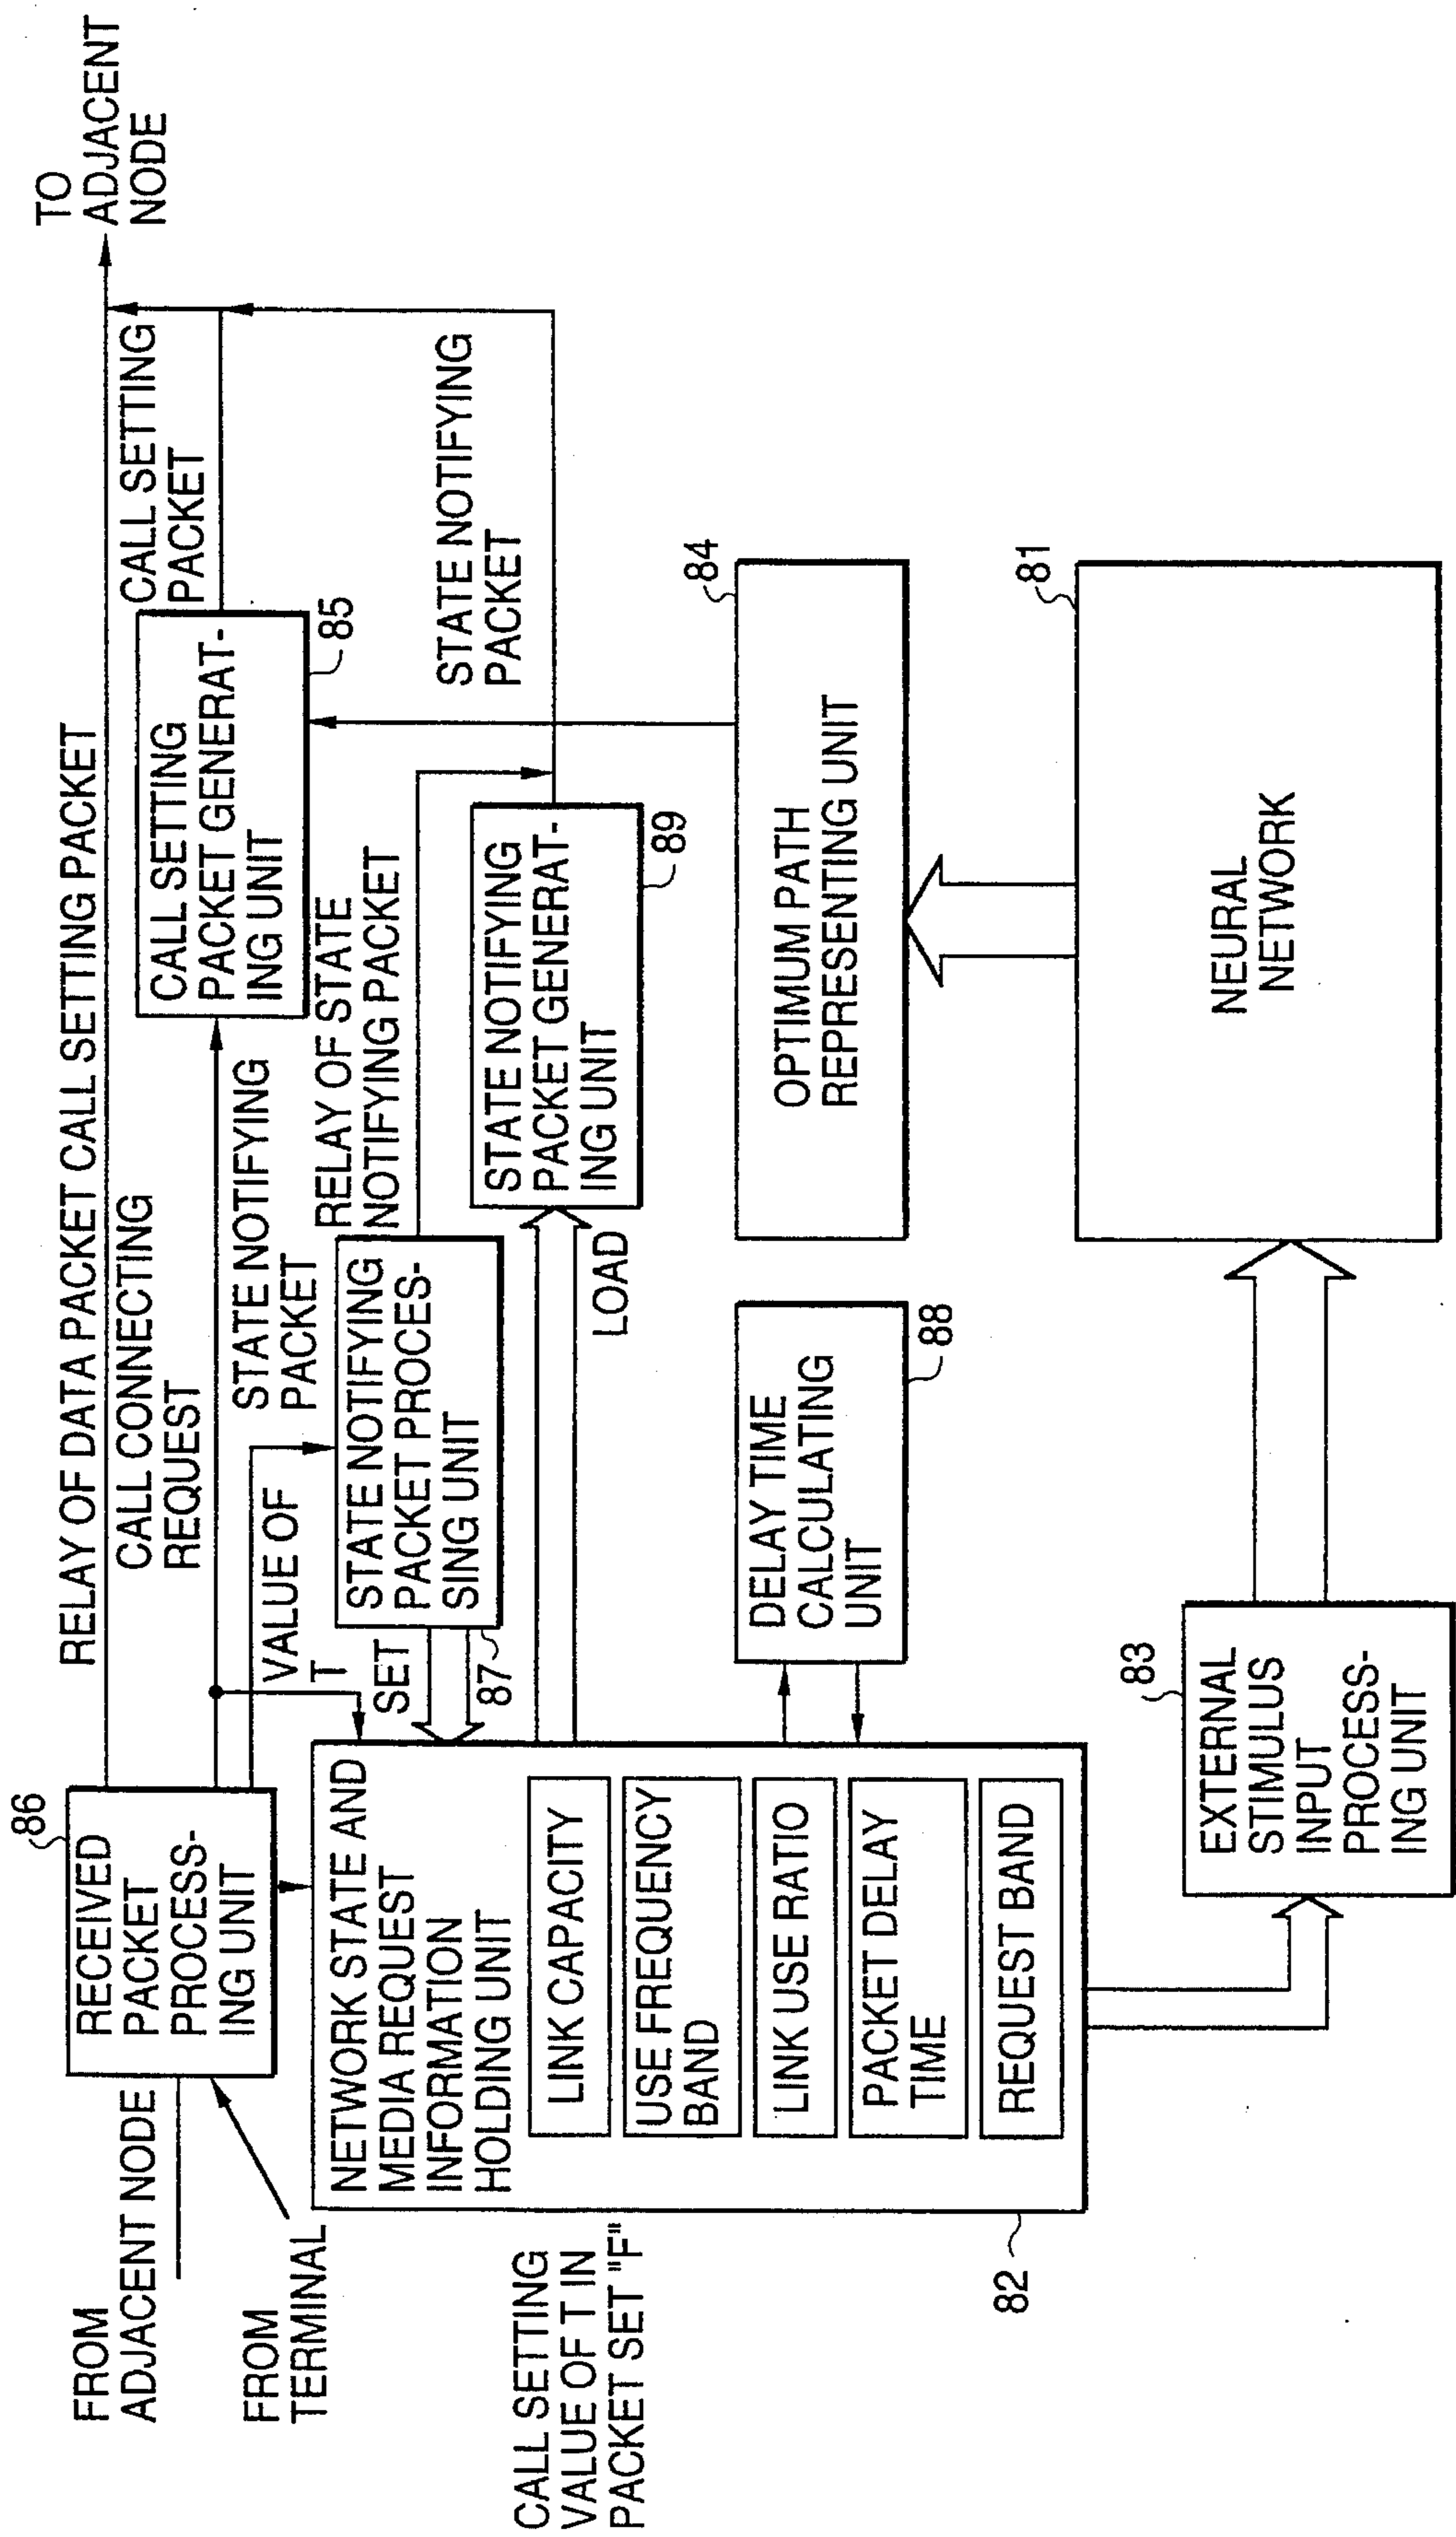 FROM
ADJACENT NODE
FROM
TERMINAL
86
RECEIVED
PACKET
PROCESS-
ING UNIT
RELAY OF DATA PACKET CALL SETTING PACKET
TO
ADJACENT
NODE
CALL CONNECTING
REQUEST
CALL SETTING
PACKET GENERAT-
ING UNIT
85
CALL SETTING
PACKET
STATE NOTIFYING
PACKET
VALUE OF
T
SET
STATE NOTIFYING
PACKET PROCES-
SING UNIT
87
RELAY OF STATE
NOTIFYING PACKET
STATE NOTIFYING
PACKET GENERAT-
ING UNIT
89
STATE NOTIFYING
PACKET
LOAD
CALL SETTING
VALUE OF T IN
PACKET SET "F"
NETWORK STATE AND
MEDIA REQUEST
INFORMATION
HOLDING UNIT
LINK CAPACITY
USE FREQUENCY
BAND
LINK USE RATIO
PACKET DELAY
TIME
REQUEST BAND
82
DELAY TIME
CALCULATING
UNIT
88
OPTIMUM PATH
REPRESENTING UNIT
84
83
EXTERNAL
STIMULUS
INPUT
PROCESS-
ING UNIT
NEURAL
NETWORK
81